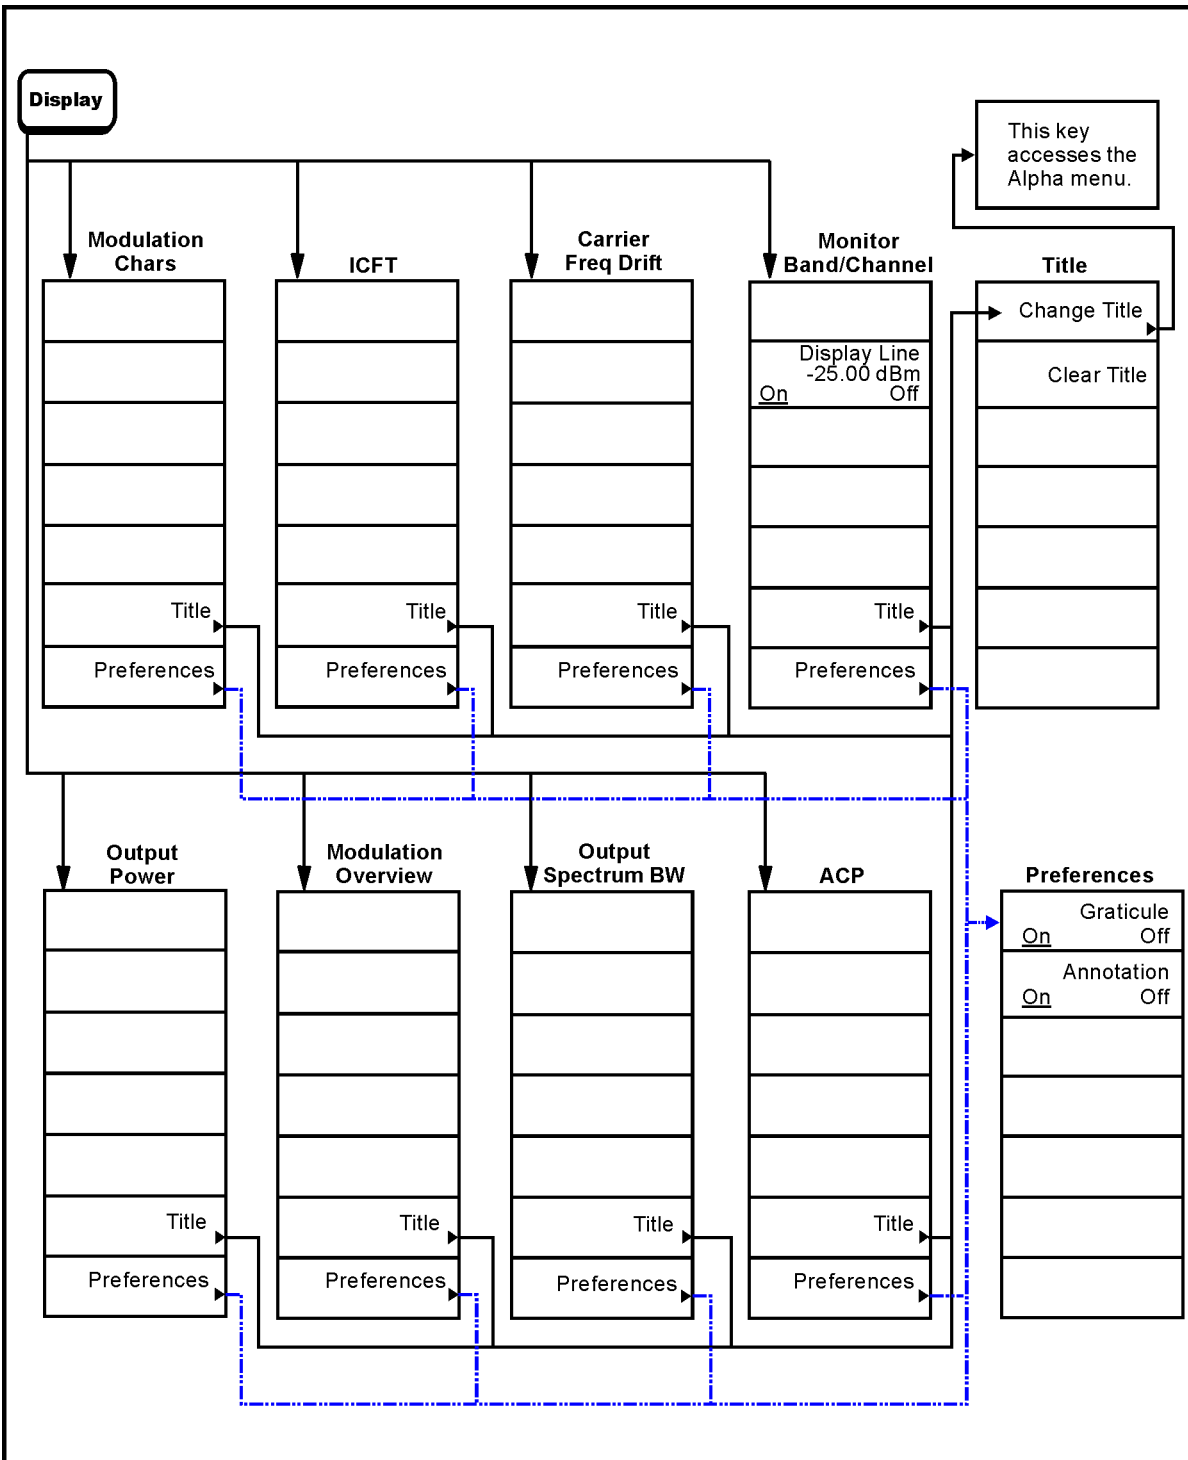 Display
This key
accesses the
Alpha menu.
Modulation
Chars
ICFT
Carrier
Freq Drift
Monitor
Band/Channel
Title
Change Title
Display Line
-25.00 dBm
On Off
Clear Title
Title
Title
Title
Title
Preferences
Preferences
Preferences
Preferences
Output
Power
Modulation
Overview
Output
Spectrum BW
ACP
Preferences
Graticule
On Off
Annotation
On Off
Title
Title
Title
Title
Preferences
Preferences
Preferences
Preferences